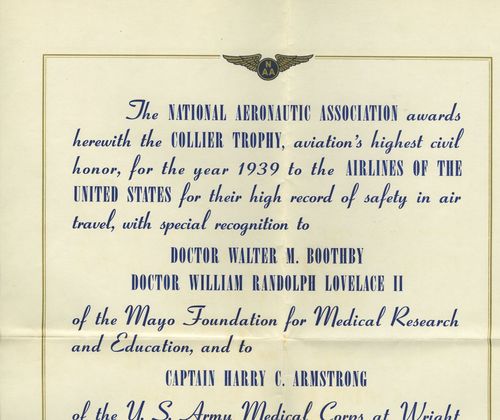 N
AA
The NATIONAL AERONAUTIC ASSOCIATION awards
herewith the COLLIER TROPHY, aviation's highest civil
honor, for the year 1939 to the AIRLINES OF THE
UNITED STATES for their high record of safety in air
travel, with special recognition to
DOCTOR WALTER M. BOOTHBY
DOCTOR WILLIAM RANDOLPH LOVELACE II
of the Mayo Foundation for Medical Research
and Education, and to
CAPTAIN HARRY C. ARMSTRONG
of the U. S. Army Medical Corps at Wright